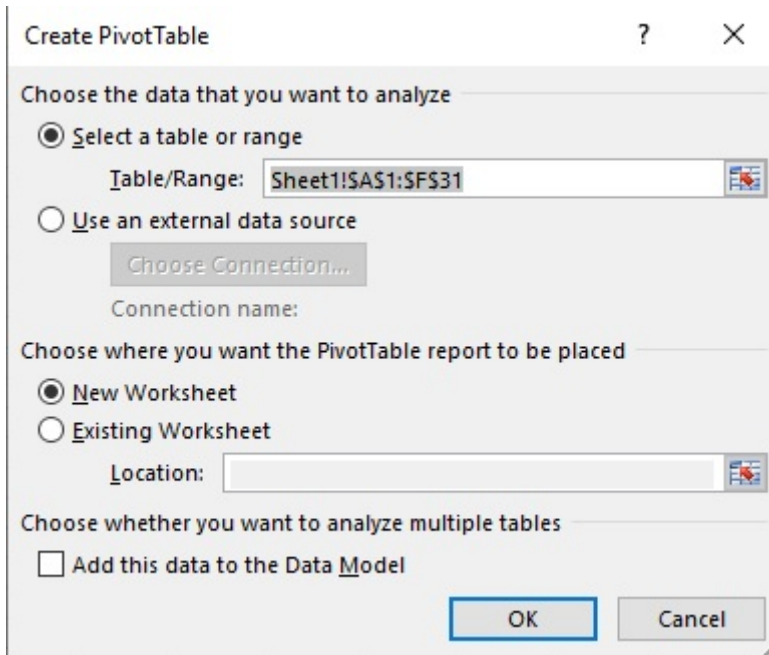 Create PivotTable ?
Choose the data that you want to analyze
Select a table or range
Table/Range: Sheet1!$A$1:$F$31
Use an external data source
Choose Connection...
Connection name:
Choose where you want the PivotTable report to be placed
New Worksheet
Existing Worksheet
Location:
Choose whether you want to analyze multiple tables
Add this data to the Data Model
OK Cancel